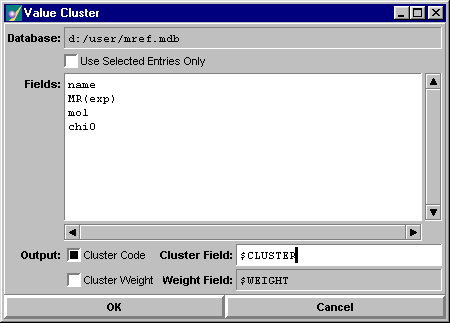 Value Cluster
Database: d:/user/mref.mdb
Use Selected Entries Only
Fields: name
MR(exp)
mol
chi0
Output: Cluster Code Cluster Field: $CLUSTER
Cluster Weight Weight Field: $WEIGHT
OK Cancel